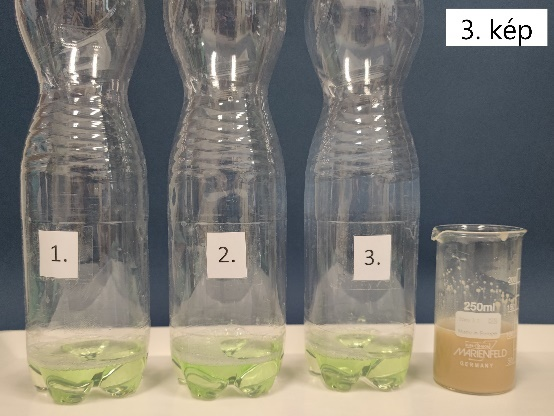 3. kép
1.
2.
3.
250ml
MARIENFELD
GERMANY